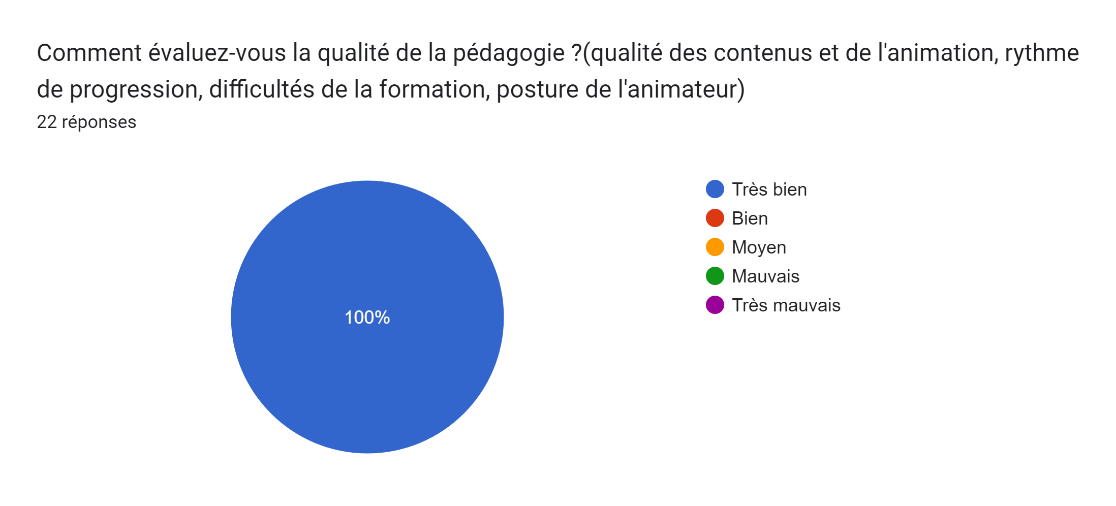 Comment évaluez-vous la qualité de la pédagogie ?(qualité des contenus et de l'animation, rythme
de progression, difficultés de la formation, posture de l'animateur)
22 réponses
Très bien
Bien
Moyen
Mauvais
Très mauvais
100%